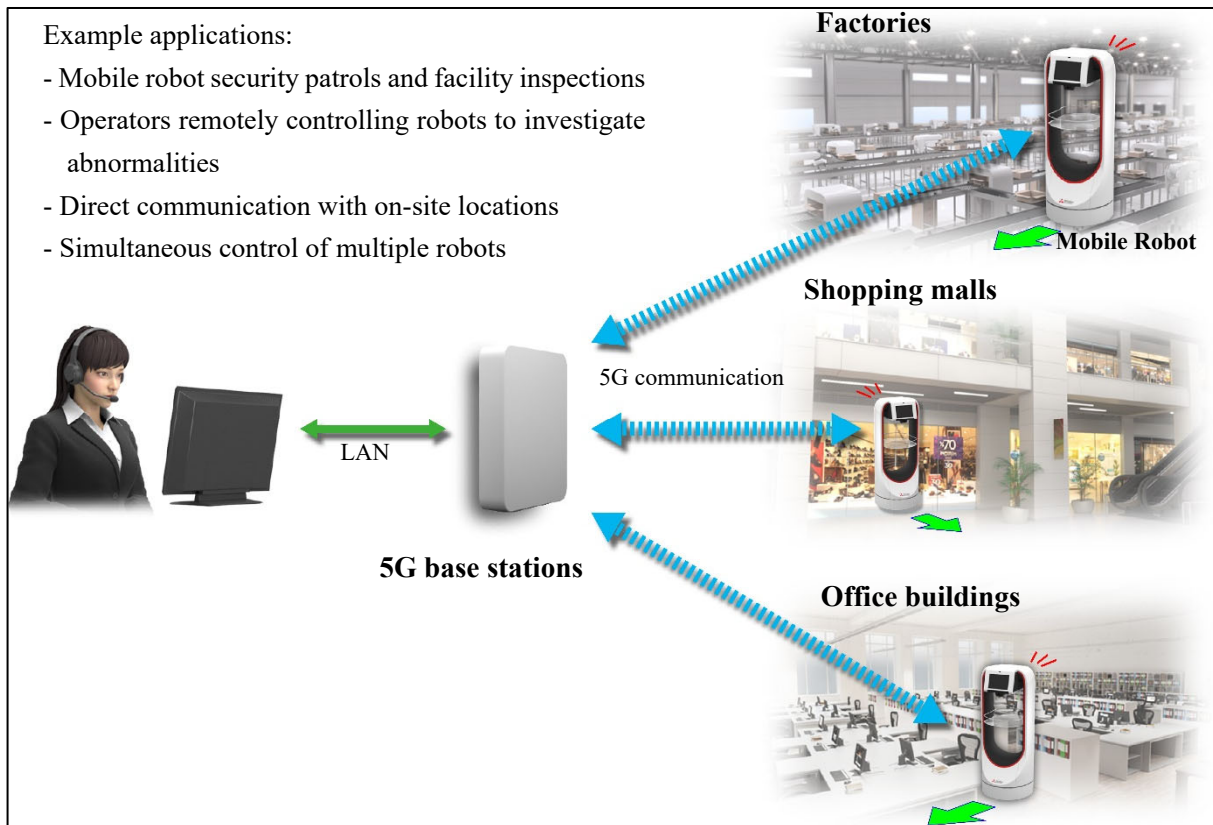 Example applications:
- Mobile robot security patrols and facility inspections
- Operators remotely controlling robots to investigate
abnormalities
- Direct communication with on-site locations
- Simultaneous control of multiple robots
Factories
Mobile Robot
Shopping malls
5G communication
LAN
%70
5G base stations
Office buildings